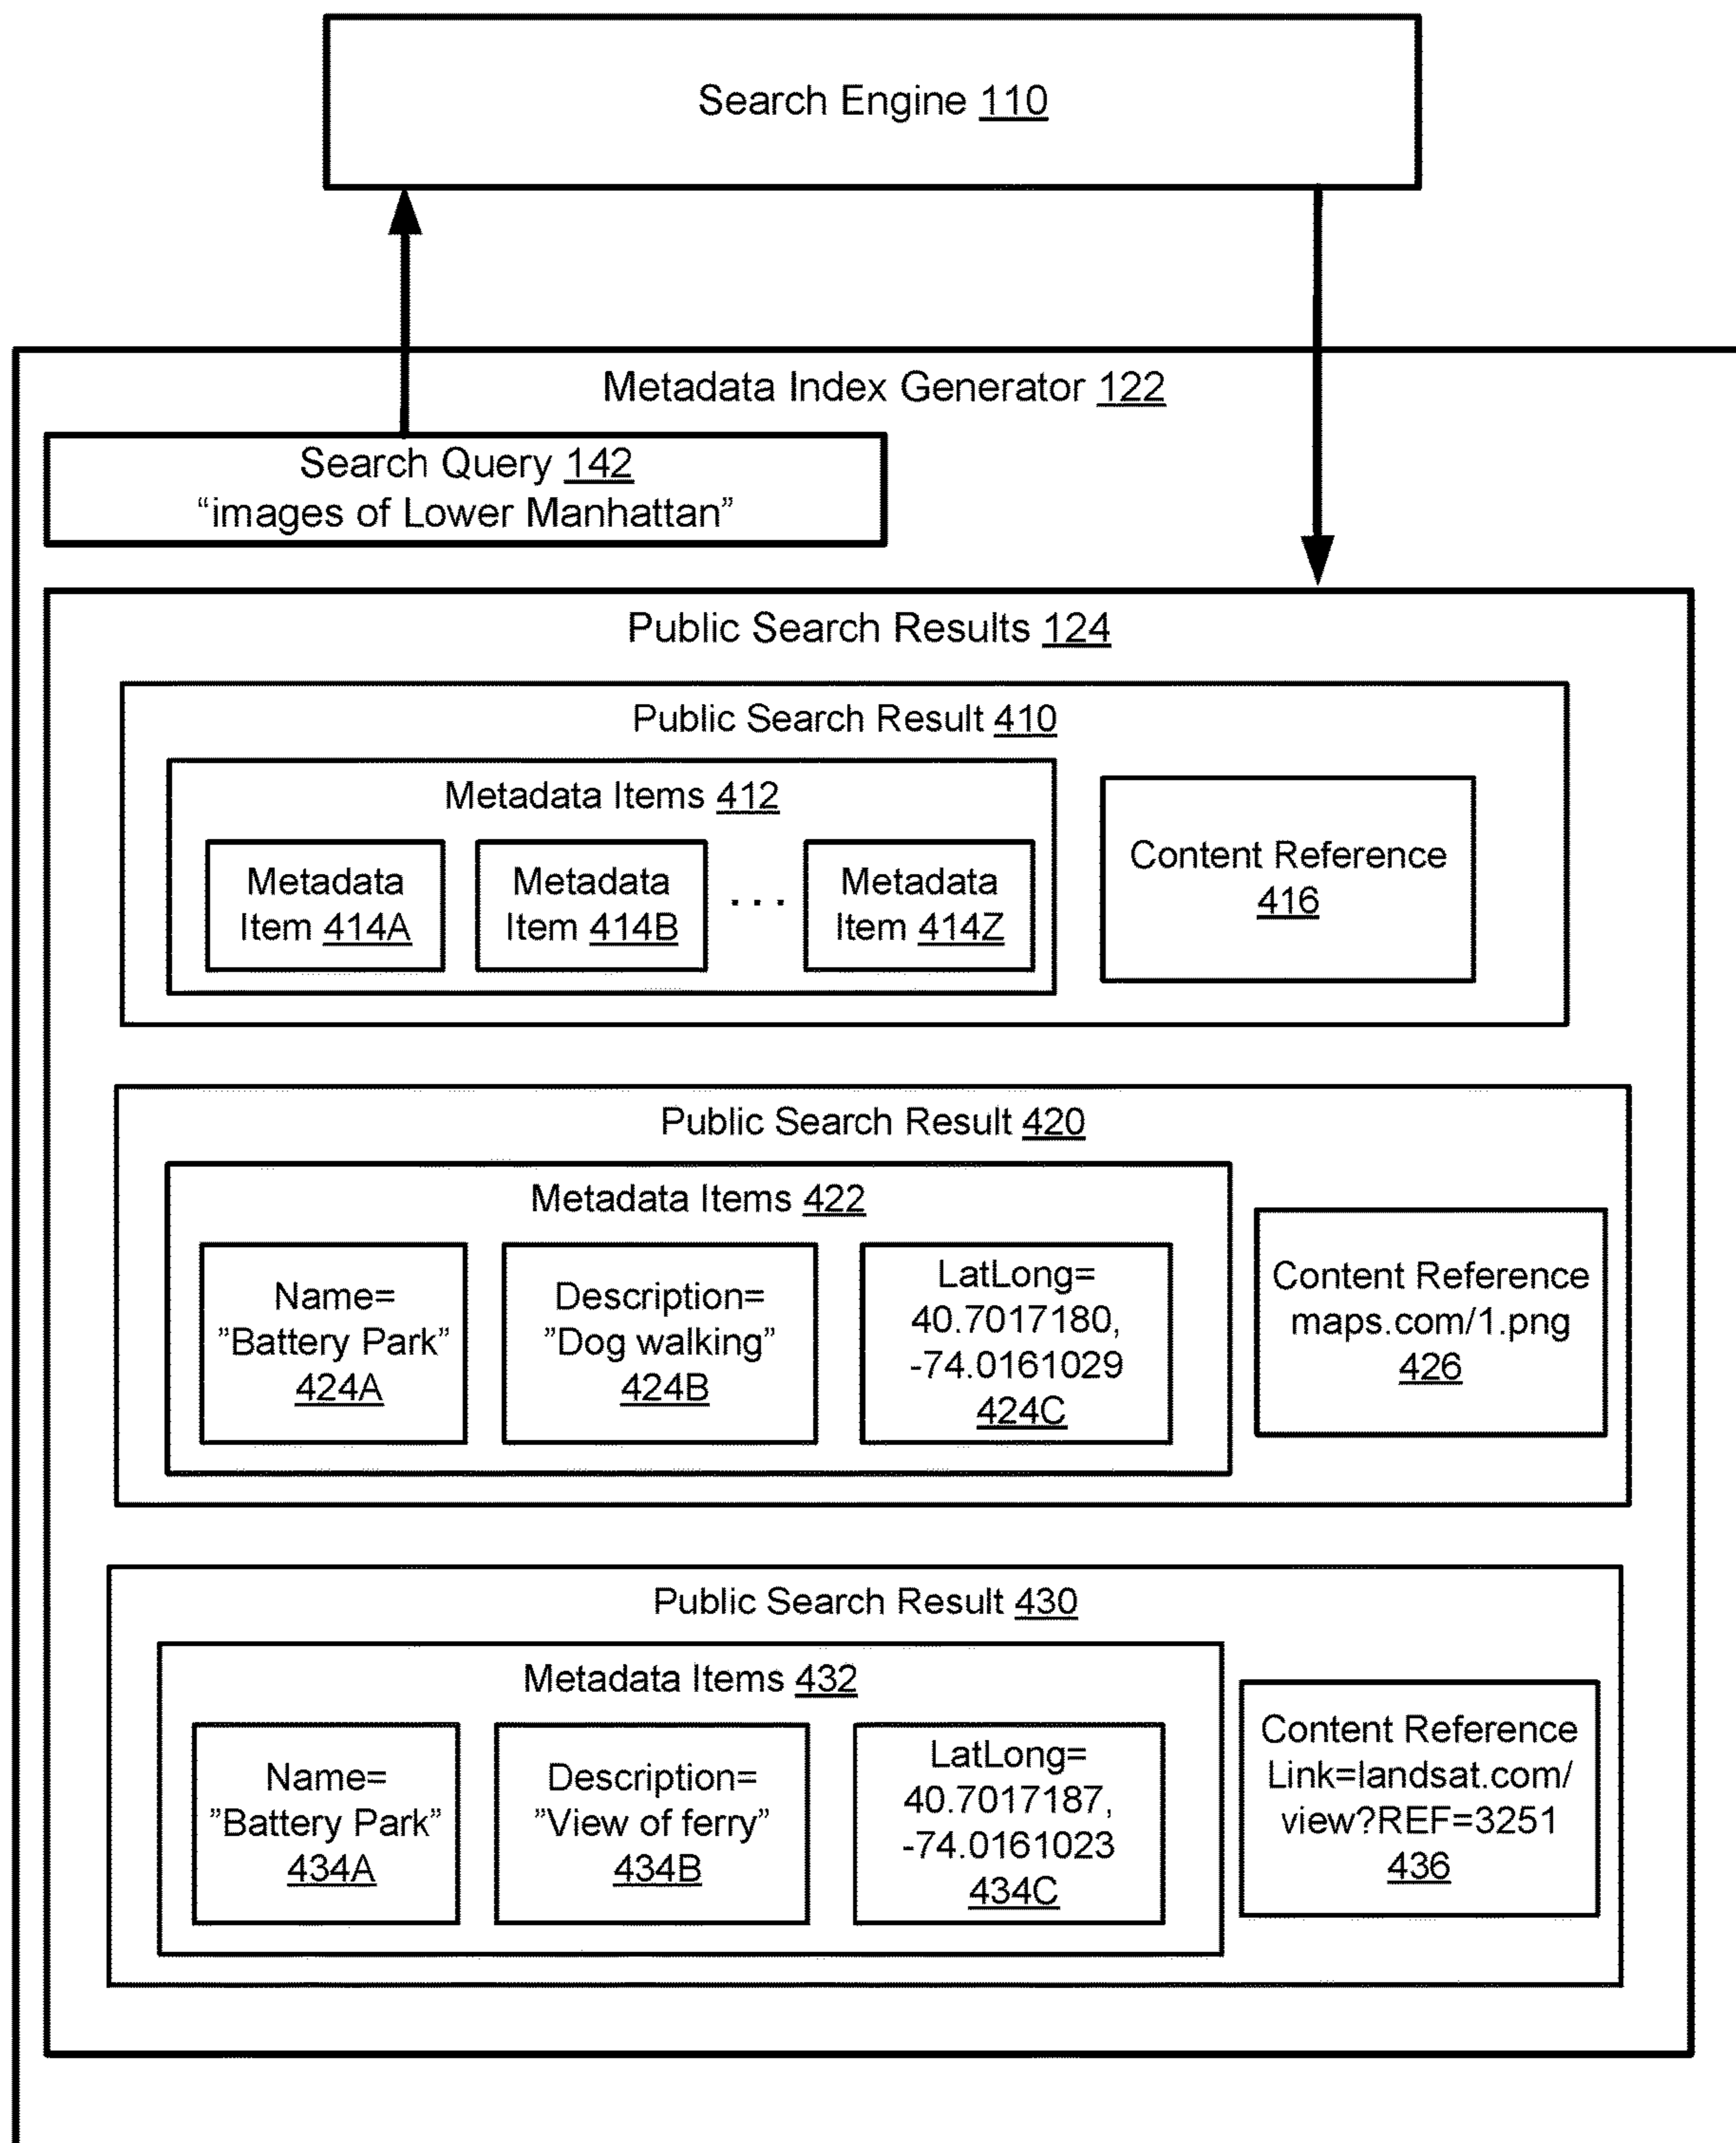 Search Engine 110
Metadata Index Generator 122
Search Query 142
“images of Lower Manhattan”
Public Search Results 124
Public Search Result 410
Metadata Items 412
Metadata
Item 414A
Metadata
Item 414B
. . .
Metadata
Item 414Z
Content Reference
416
Public Search Result 420
Metadata Items 422
Name=
”Battery Park”
424A
Description=
”Dog walking”
424B
LatLong=
40.7017180,
-74.0161029
424C
Content Reference
maps.com/1.png
426
Public Search Result 430
Metadata Items 432
Name=
”Battery Park”
434A
Description=
”View of ferry”
434B
LatLong=
40.7017187,
-74.0161023
434C
Content Reference
Link=landsat.com/
view?REF=3251
436